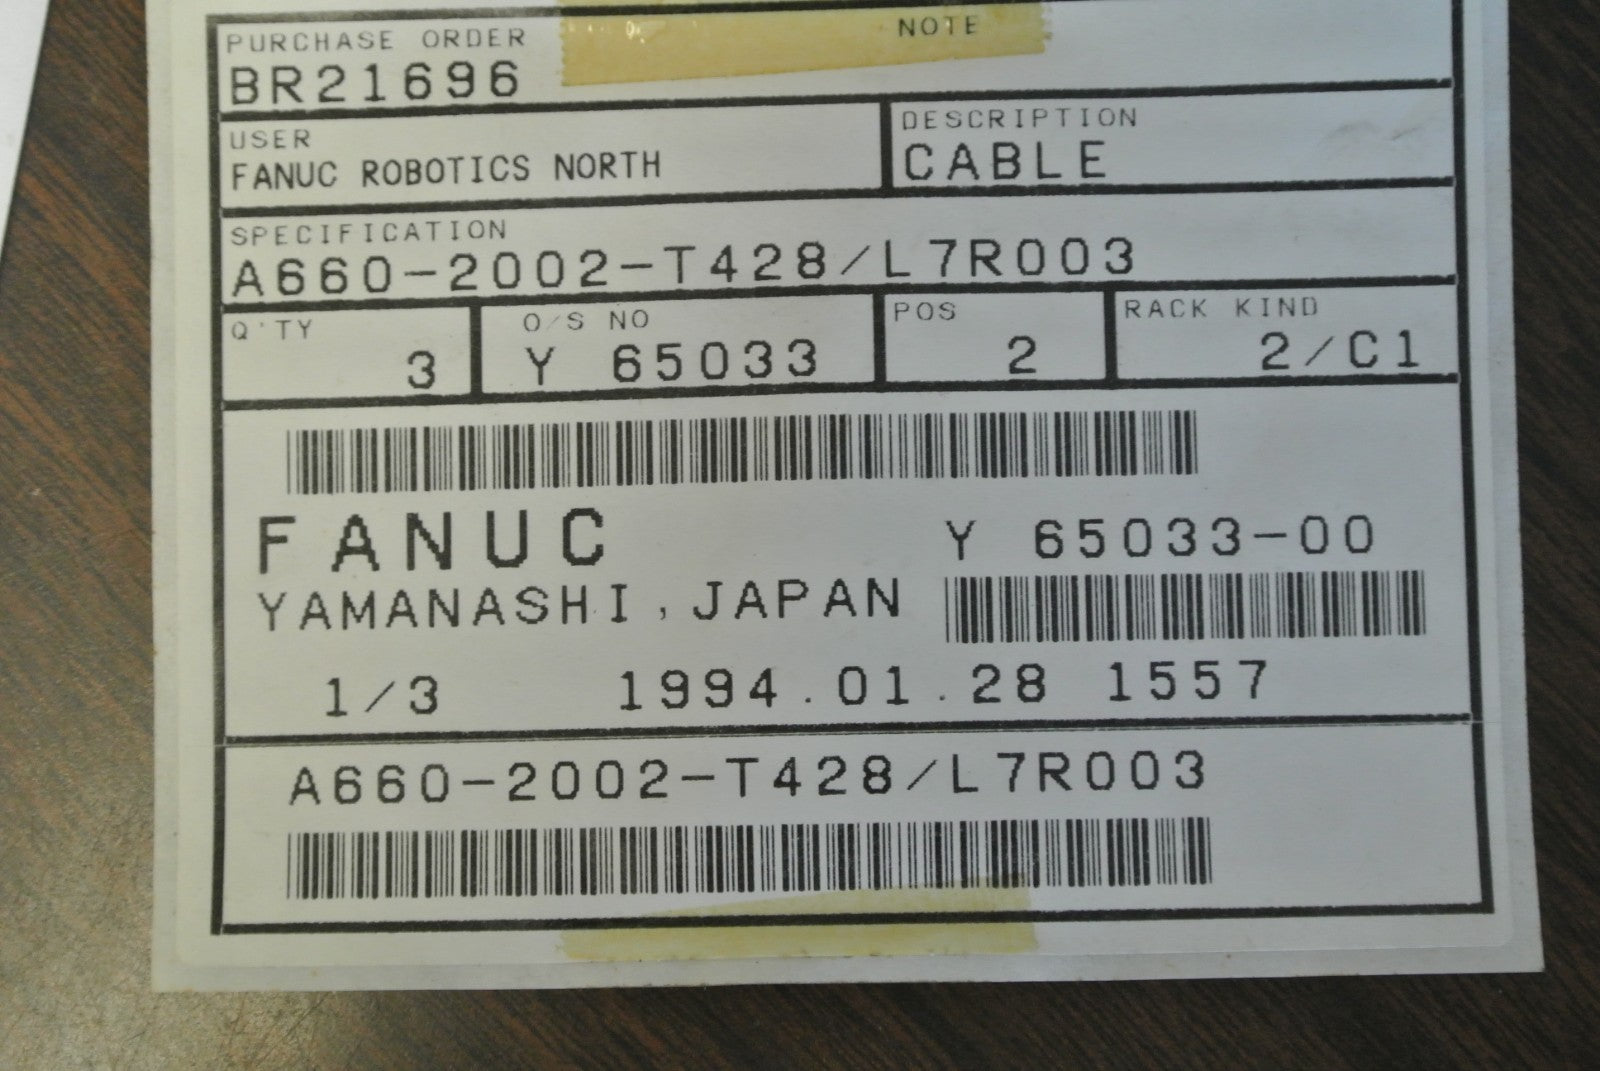 PURCHASE ORDER NOTE
BR21696
USER DESCRIPTION
FANUC ROBOTICS NORTH CABLE
SPECIFICATION
A660-2002-T428/L7R003
Q'TY O/S NO POS RACK KIND
3 Y 65033 2 2/C1
FANUC Y 65033-00
YAMANASHI, JAPAN
1/3 1994.01.28 1557
A660-2002-T428/L7R003